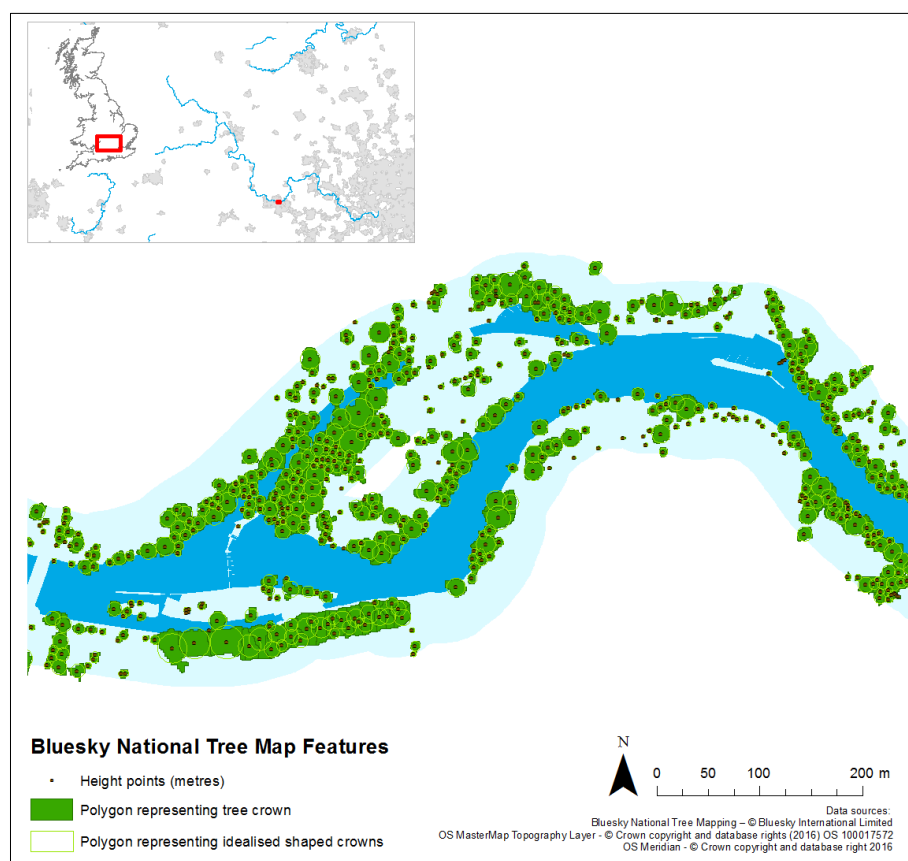 Bluesky National Tree Map Features
Height points (metres)
Polygon representing tree crown
Polygon representing idealised shaped crowns
N
0 50 100 200 m
Data sources:
Bluesky National Tree Mapping – © Bluesky International Limited
OS MasterMap Topography Layer - © Crown copyright and database rights (2016) OS 100017572
OS Meridian - © Crown copyright and database right 2016